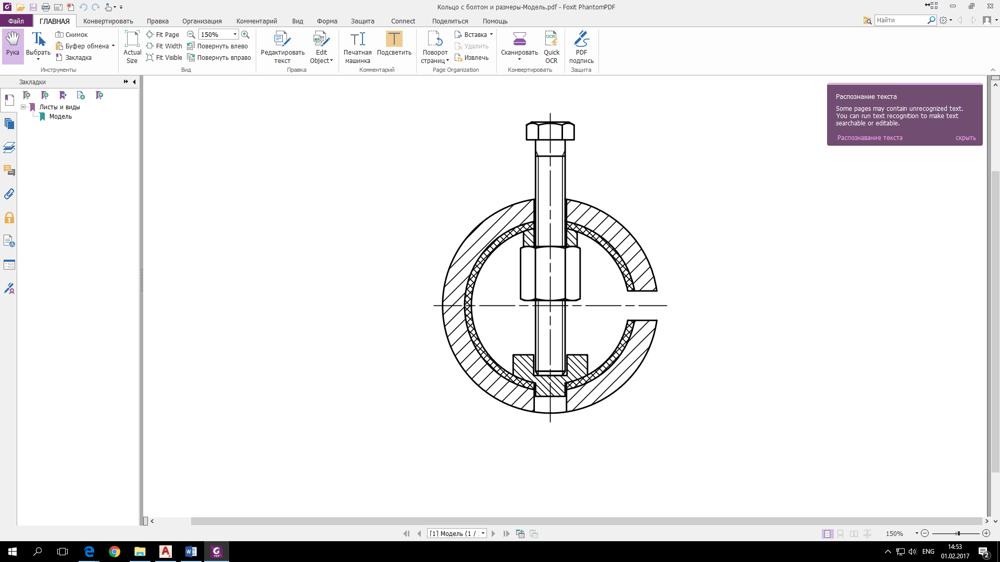 Кольцо с болтом и размеры-Модель.pdf - Foxit PhantomPDF
Файл ГЛАВНАЯ Конвертировать Правка Организация Комментарий Вид Форма Защита Connect Поделиться Помощь Найти
Рука
Выбрать
Снимок
Буфер обмена
Закладка
Инструменты
Actual
Size
Fit Page
Fit Width
Fit Visible
150%
Повернуть влево
Повернуть вправо
Вид
Редактировать
текст
Edit
Object
Правка
Печатная
машинка
Подсветить
Комментарий
Поворот
страниц
Вставка
Удалить
Извлечь
Page Organization
Сканировать
Quick
OCR
Конвертировать
PDF
подпись
Защита
Закладки
Листы и виды
Модель
Распознание текста
Some pages may contain unrecognized text.
You can run text recognition to make text
searchable or editable.
Распознавание текста скрыть
[1] Модель (1 / 
150%
ENG
14:53
01.02.2017
2